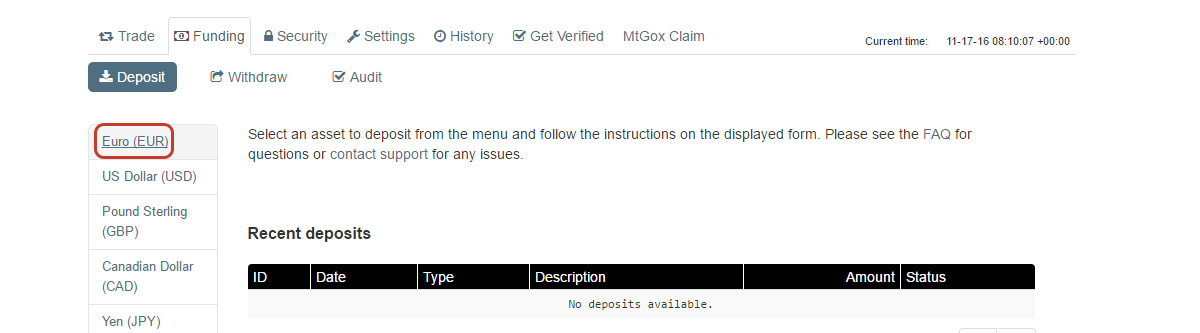 Trade Funding Security Settings History Get Verified MtGox Claim Current time: 11-17-16 08:10:07 +00:00
Deposit Withdraw Audit
Euro (EUR)
US Dollar (USD)
Pound Sterling
(GBP)
Canadian Dollar
(CAD)
Yen (JPY)
Select an asset to deposit from the menu and follow the instructions on the displayed form. Please see the FAQ for
questions or contact support for any issues.
Recent deposits
ID Date Type Description Amount Status
No deposits available.